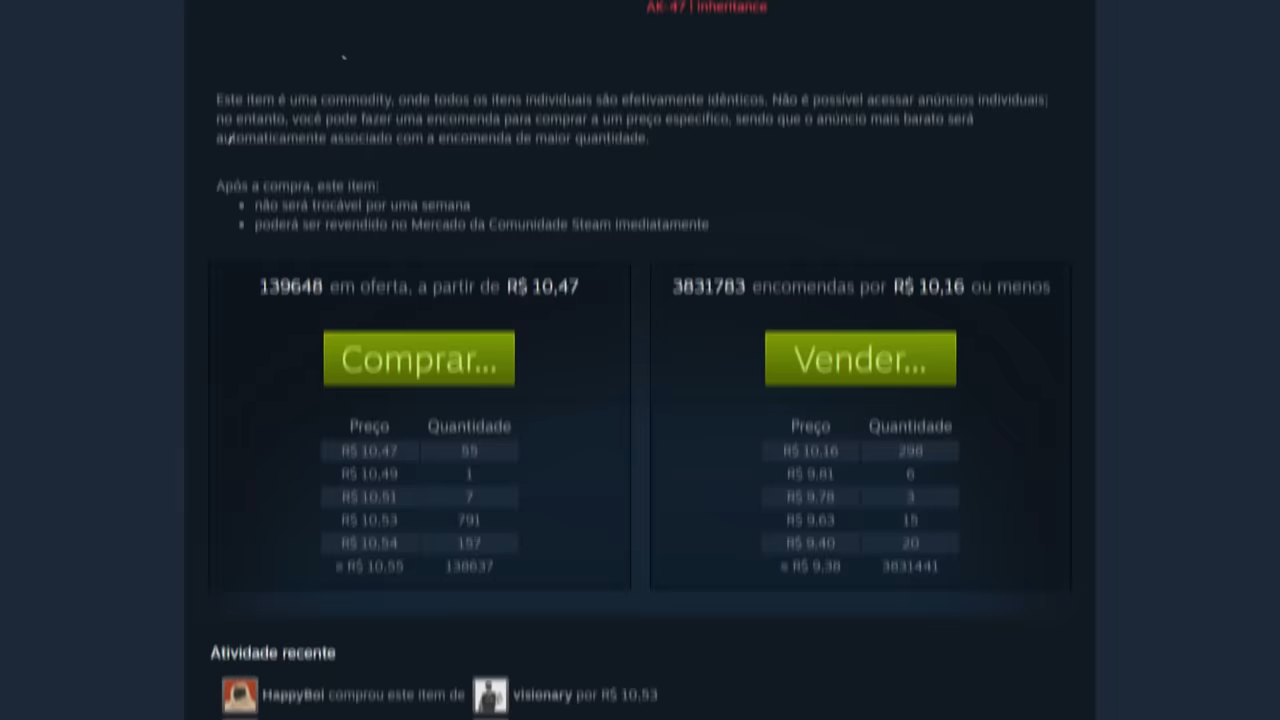 AK-47 | Inheritance
Este item é uma commodity, onde todos os itens individuais são efetivamente idênticos. Não é possível acessar anúncios individuais;
no entanto, você pode fazer uma encomenda para comprar a um preço específico, sendo que o anúncio mais barato será
automaticamente associado com a encomenda de maior quantidade.
Após a compra, este item:
• não será trocável por uma semana
• poderá ser revendido no Mercado da Comunidade Steam imediatamente
139648 em oferta, a partir de R$ 10,47
3831783 encomendas por R$ 10,16 ou menos
Comprar...
Vender...
Preço Quantidade
R$ 10,47 55
R$ 10,49 1
R$ 10,51 7
R$ 10,53 791
R$ 10,54 157
R$ 10,55 138637
Preço Quantidade
R$ 10,16 298
R$ 9,81 6
R$ 9,78 3
R$ 9,63 15
R$ 9,40 20
R$ 9,38 3831441
Atividade recente
HappyBoi comprou este item de visionary por R$ 10,53